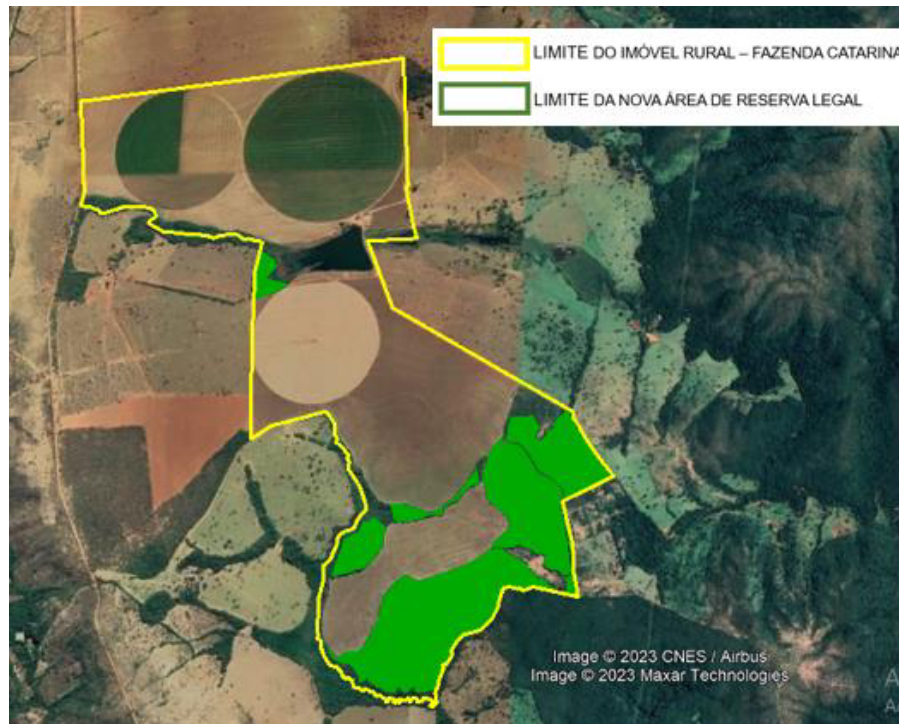 LIMITE DO IMÓVEL RURAL – FAZENDA CATARINA
LIMITE DA NOVA ÁREA DE RESERVA LEGAL
Image © 2023 CNES / Airbus
Image © 2023 Maxar Technologies